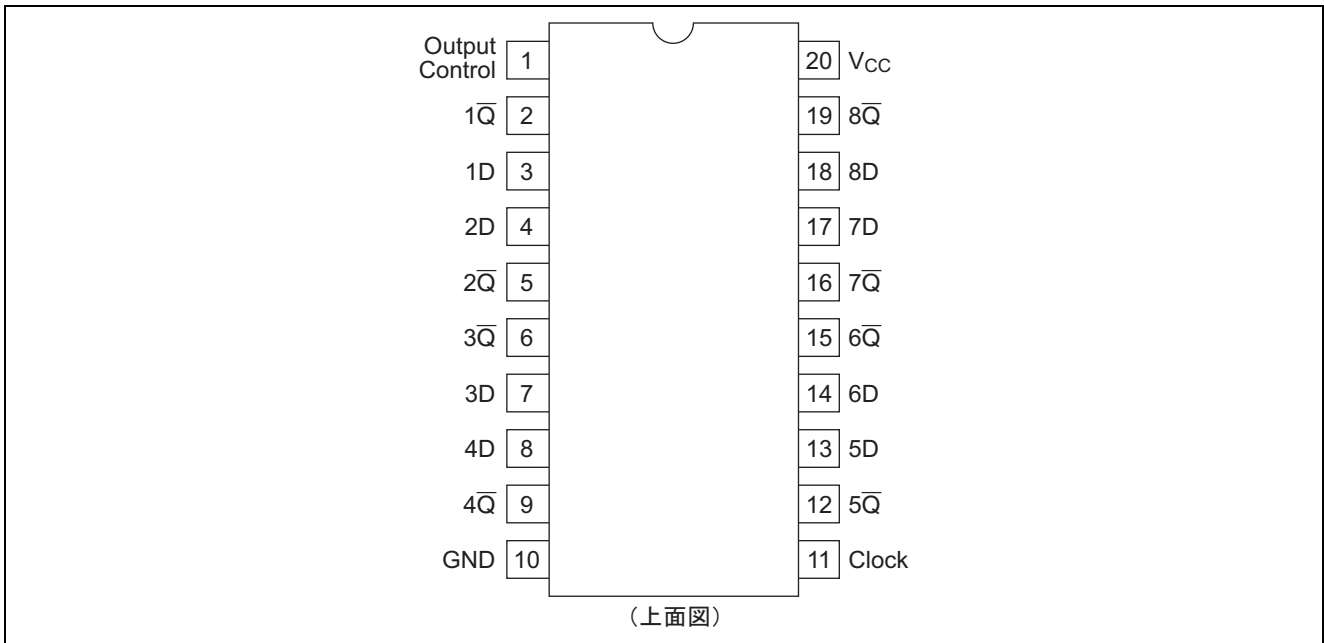 Output
Control 1
20 VCC
1Q̅ 2
19 8Q̅
1D 3
18 8D
2D 4
17 7D
2Q̅ 5
16 7Q̅
3Q̅ 6
15 6Q̅
3D 7
14 6D
4D 8
13 5D
4Q̅ 9
12 5Q̅
GND 10
11 Clock
（上面図）